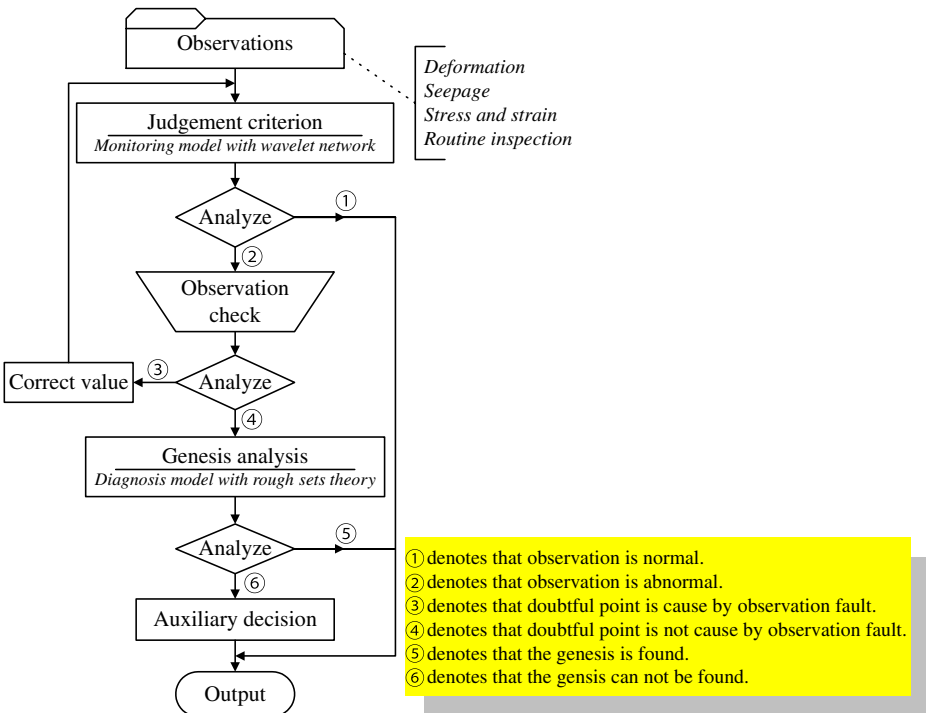 Observations
Deformation
Seepage
Stress and strain
Routine inspection
Judgement criterion
Monitoring model with wavelet network
Analyze
①
②
Observation
check
Analyze
③
Correct value
④
Genesis analysis
Diagnosis model with rough sets theory
Analyze
⑤
⑥
Auxiliary decision
Output
① denotes that observation is normal.
② denotes that observation is abnormal.
③ denotes that doubtful point is cause by observation fault.
④ denotes that doubtful point is not cause by observation fault.
⑤ denotes that the genesis is found.
⑥ denotes that the gensis can not be found.